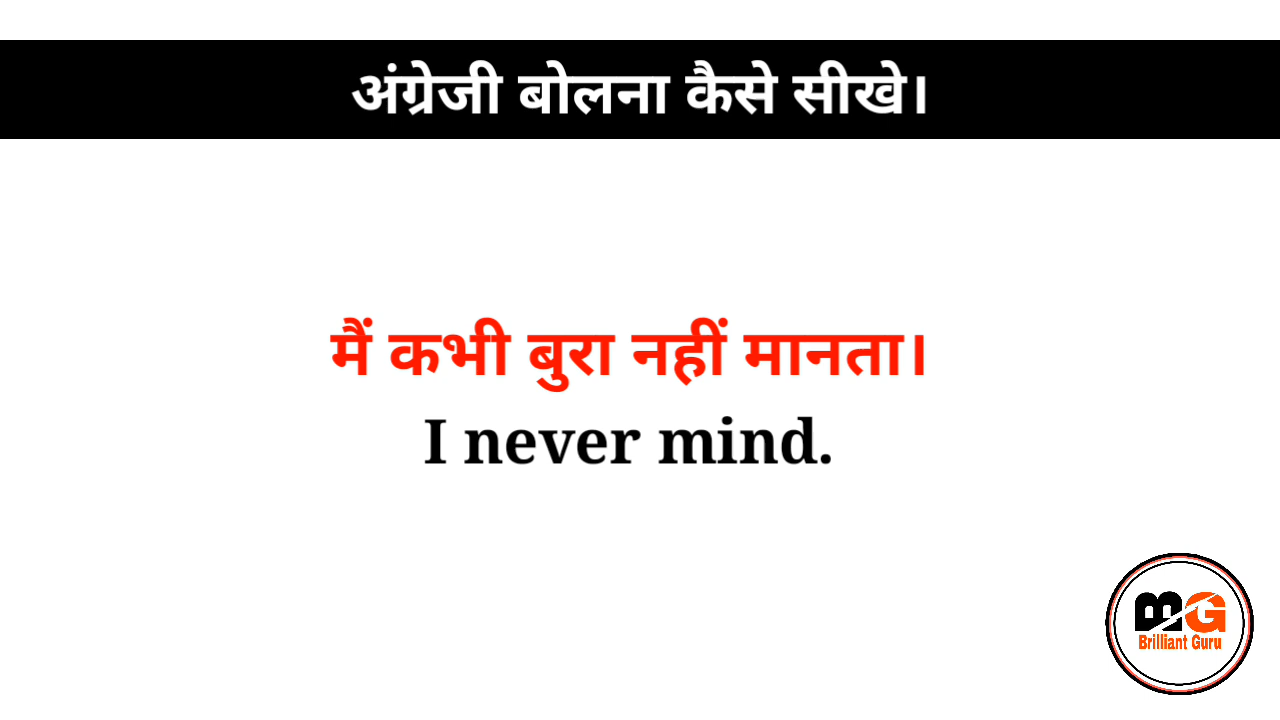 अंग्रेजी बोलना कैसे सीखे।
मैं कभी बुरा नहीं मानता।
I never mind.
BG
Brilliant Guru